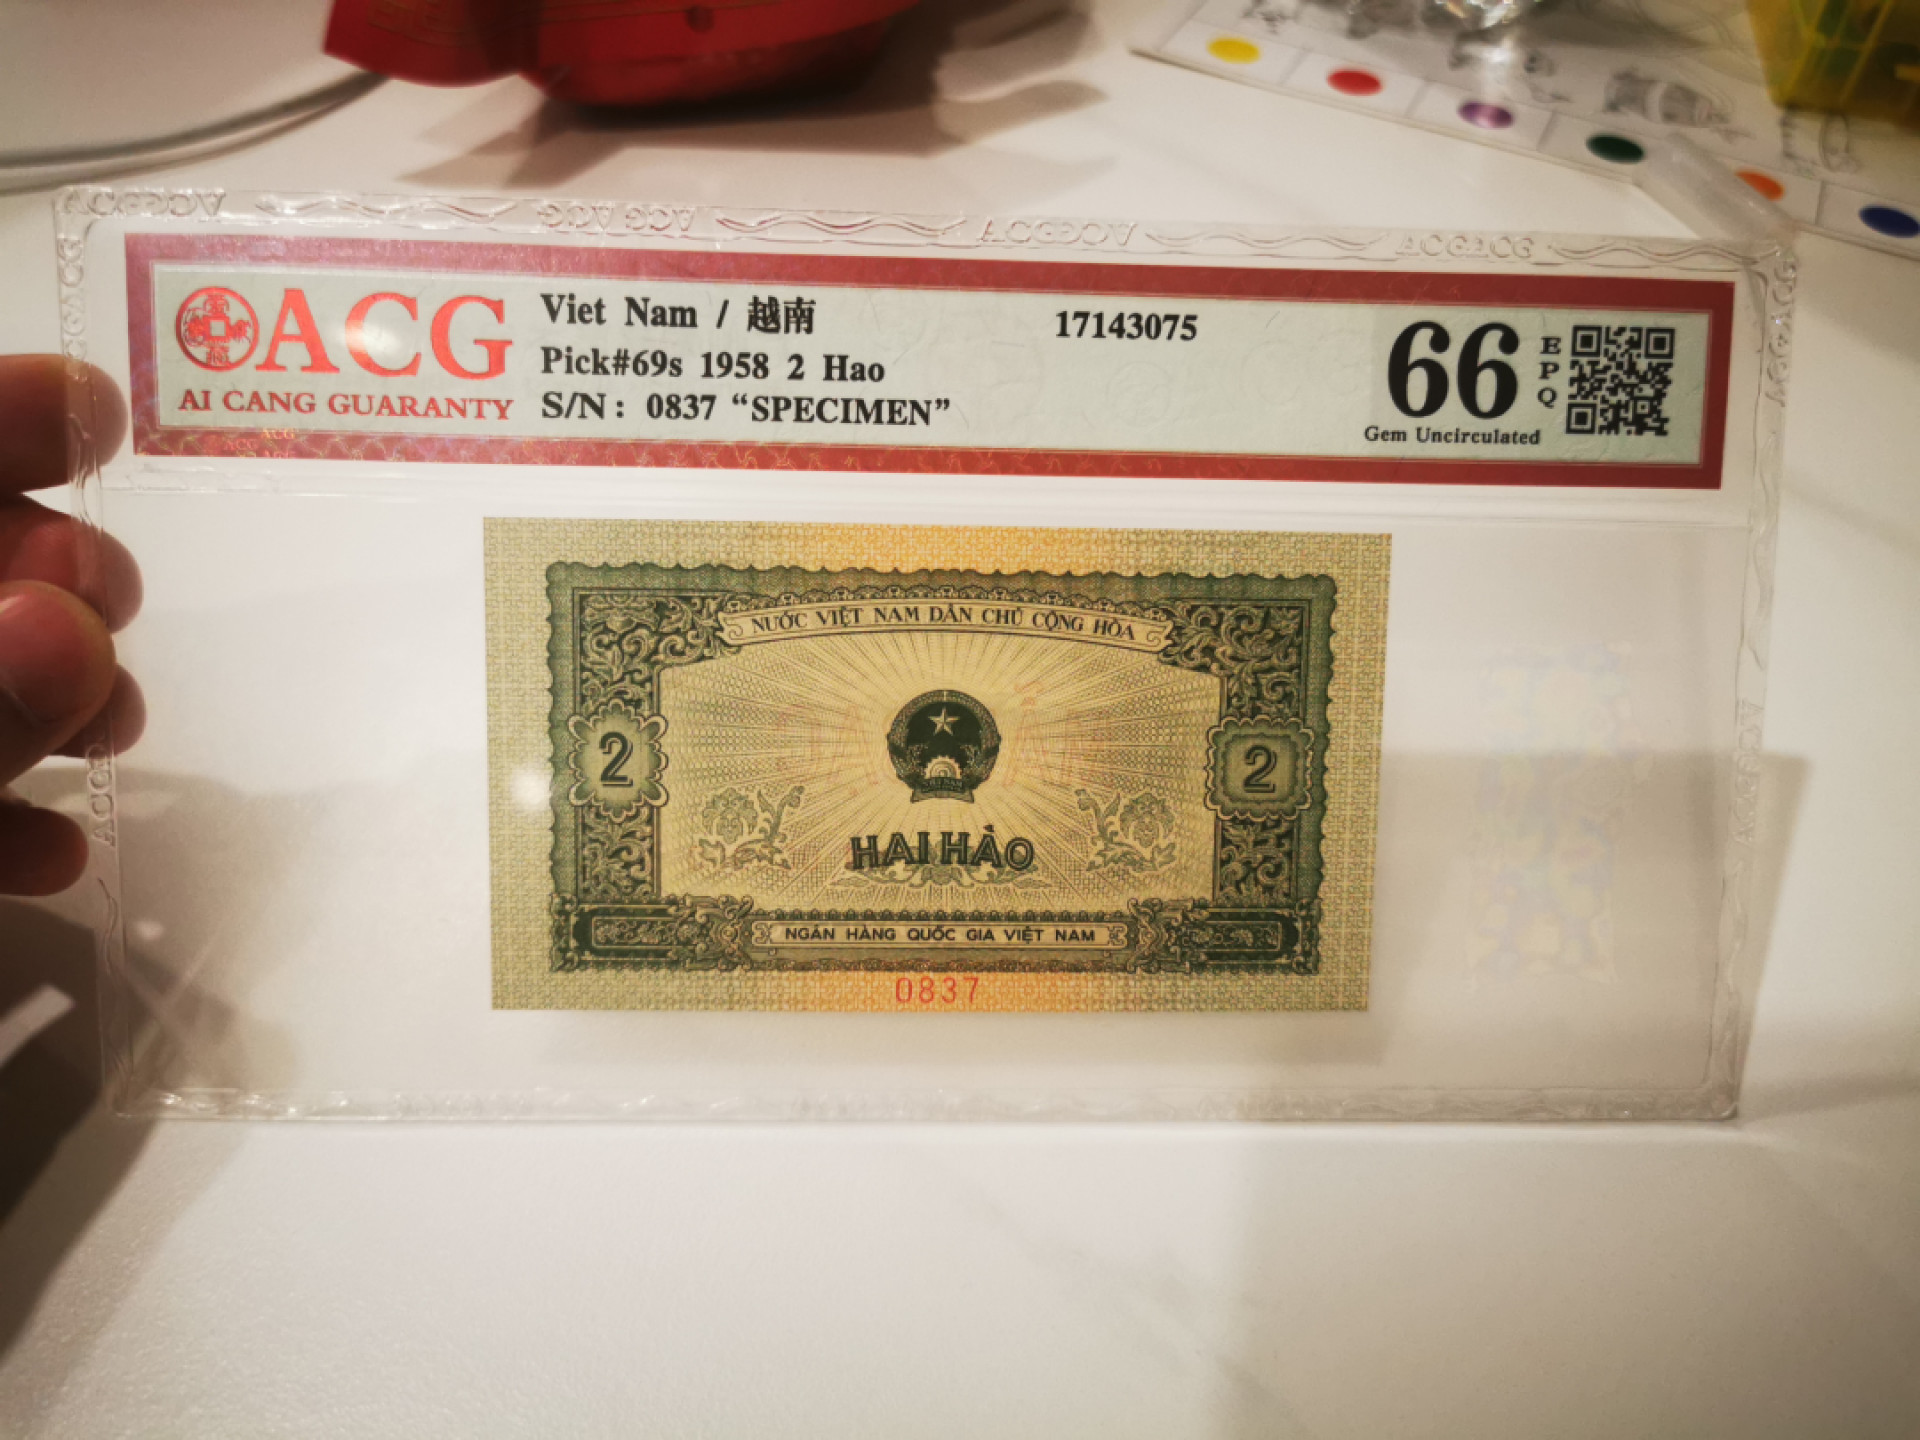 ACG
AI CANG GUARANTY
Viet Nam / 越南
Pick#69s 1958 2 Hao
S/N: 0837 “SPECIMEN”
17143075
66
EPQ
Gem Uncirculated
NƯỚC VIỆT NAM DÂN CHỦ CỘNG HÒA
2
2
HAI HÀO
NGÂN HÀNG QUỐC GIA VIỆT NAM
0837